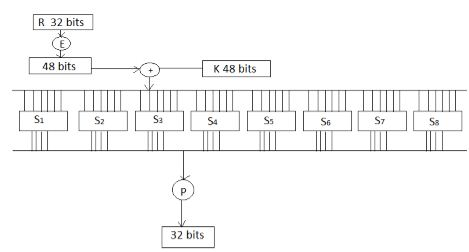 R 32 bits
E
48 bits
+
K 48 bits
S1 S2 S3 S4 S5 S6 S7 S8
p
32 bits